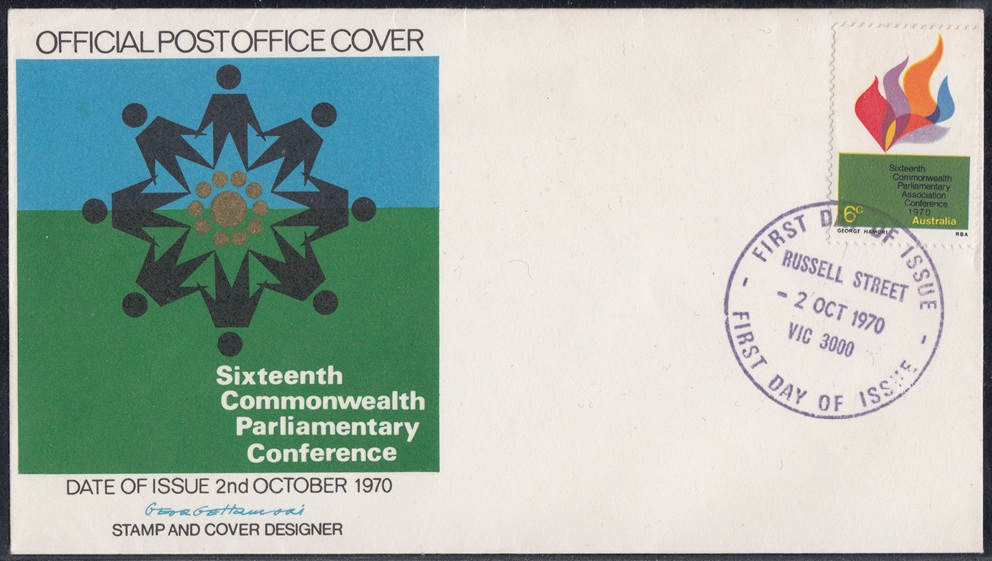 OFFICIAL POST OFFICE COVER
Sixteenth
Commonwealth
Parliamentary
Conference
DATE OF ISSUE 2nd OCTOBER 1970
George Hamori
STAMP AND COVER DESIGNER
Sixteenth
Commonwealth
Parliamentary
Association
Conference
1970
6c Australia
GEORGE HAMORI RBA
FIRST DAY OF ISSUE
RUSSELL STREET
- 2 OCT 1970
VIC 3000
FIRST DAY OF ISSUE